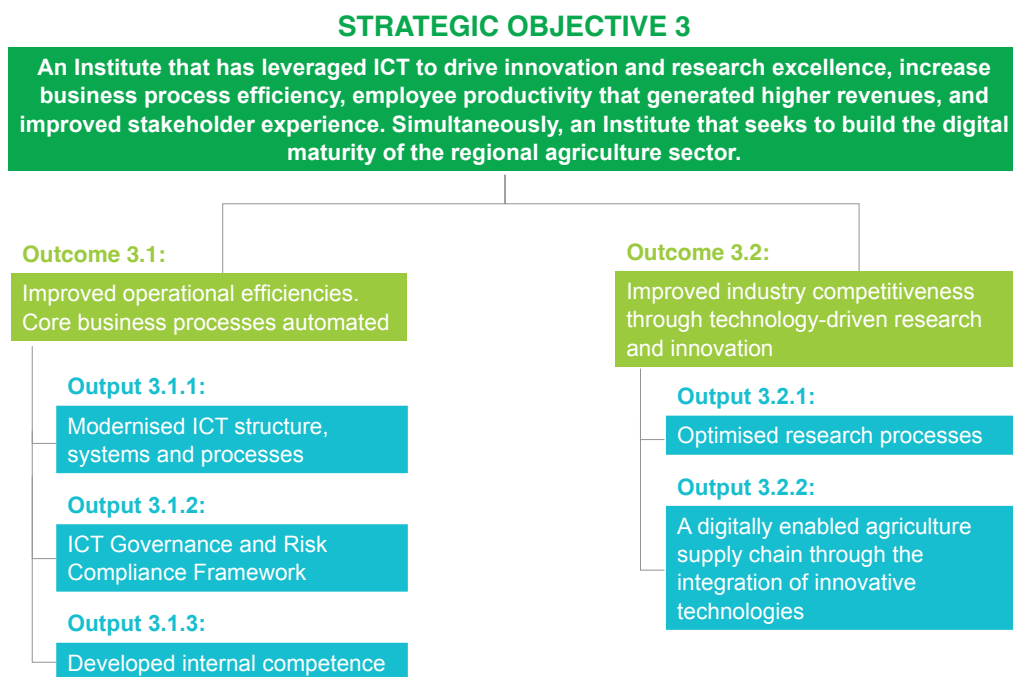 STRATEGIC OBJECTIVE 3
An Institute that has leveraged ICT to drive innovation and research excellence, increase
business process efficiency, employee productivity that generated higher revenues, and
improved stakeholder experience. Simultaneously, an Institute that seeks to build the digital
maturity of the regional agriculture sector.
Outcome 3.1:
Improved operational efficiencies.
Core business processes automated
Output 3.1.1:
Modernised ICT structure,
systems and processes
Output 3.1.2:
ICT Governance and Risk
Compliance Framework
Output 3.1.3:
Developed internal competence
Outcome 3.2:
Improved industry competitiveness
through technology-driven research
and innovation
Output 3.2.1:
Optimised research processes
Output 3.2.2:
A digitally enabled agriculture
supply chain through the
integration of innovative
technologies